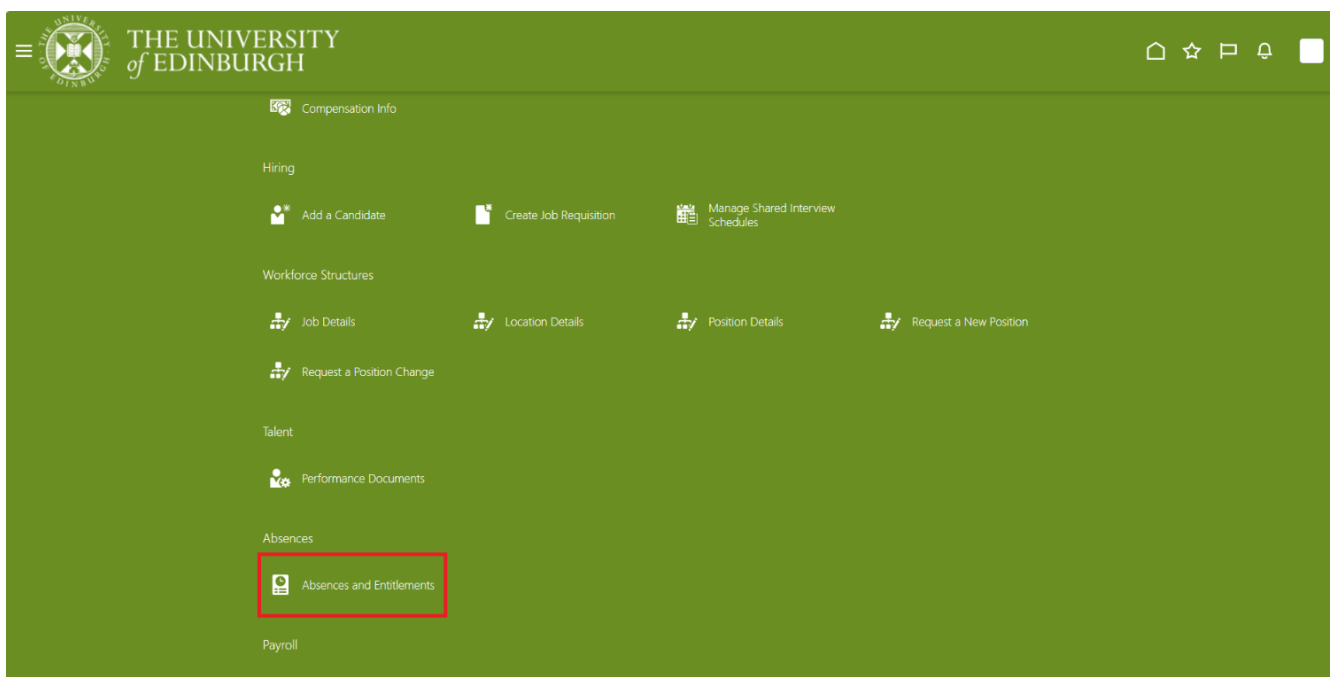 THE UNIVERSITY
of EDINBURGH
Compensation Info
Hiring
Add a Candidate
Create Job Requisition
Manage Shared Interview
Schedules
Workforce Structures
Job Details
Location Details
Position Details
Request a New Position
Request a Position Change
Talent
Performance Documents
Absences
Absences and Entitlements
Payroll